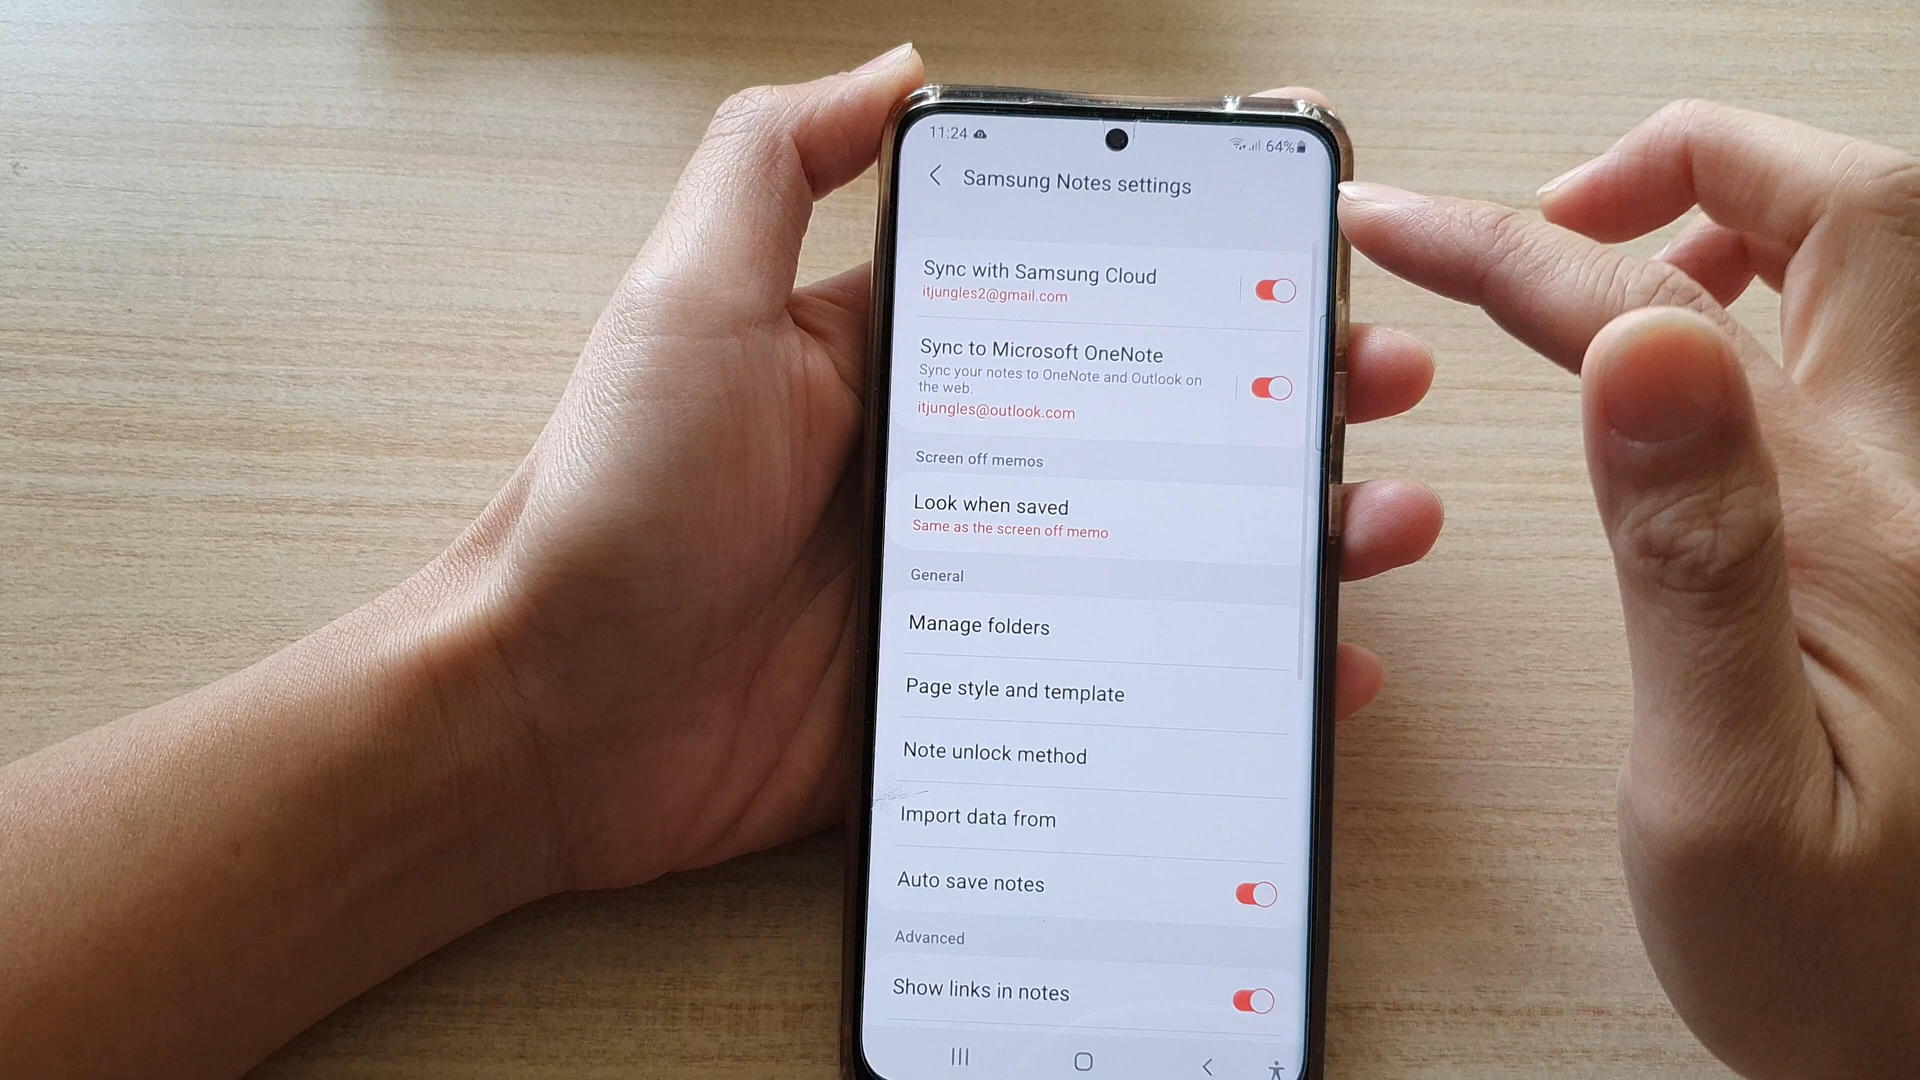 11:24
64%
Samsung Notes settings
Sync with Samsung Cloud
itjungles2@gmail.com
Sync to Microsoft OneNote
Sync your notes to OneNote and Outlook on
the web.
itjungles@outlook.com
Screen off memos
Look when saved
Same as the screen off memo
General
Manage folders
Page style and template
Note unlock method
Import data from
Auto save notes
Advanced
Show links in notes